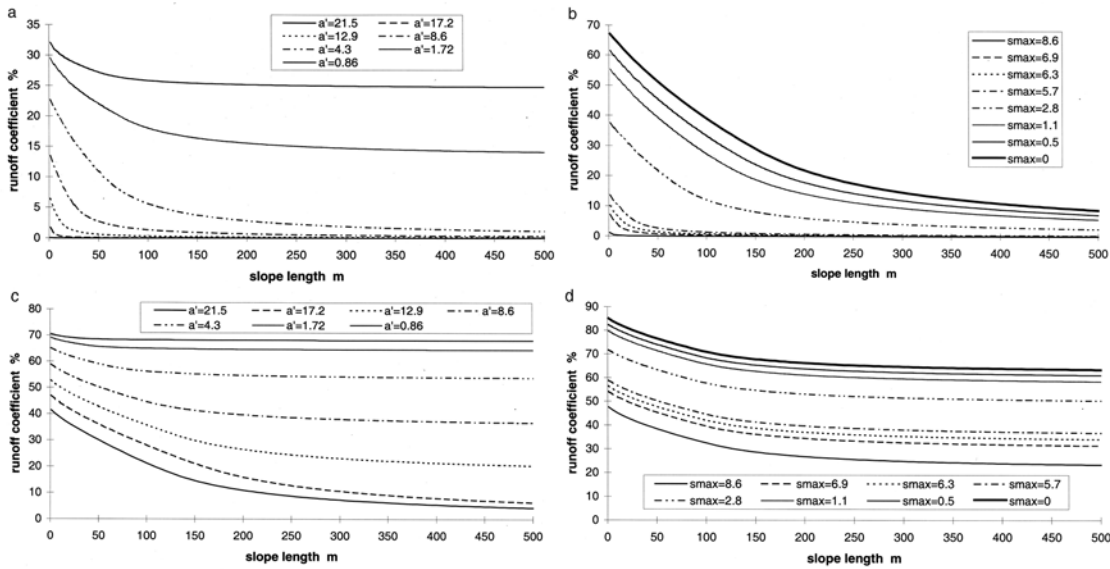 a
35
30
25
20
15
10
5
0
runoff coefficient %
a'=21.5 a'=17.2
a'=12.9 a'=8.6
a'=4.3 a'=1.72
a'=0.86
0 50 100 150 200 250 300 350 400 450 500
slope length m
b
70
60
50
40
30
20
10
0
runoff coefficient %
smax=8.6
smax=6.9
smax=6.3
smax=5.7
smax=2.8
smax=1.1
smax=0.5
smax=0
0 50 100 150 200 250 300 350 400 450 500
slope length m
c
80
70
60
50
40
30
20
10
0
runoff coefficient %
a'=21.5 a'=17.2 a'=12.9 a'=8.6
a'=4.3 a'=1.72 a'=0.86
0 50 100 150 200 250 300 350 400 450 500
slope length m
d
90
80
70
60
50
40
30
20
10
0
runoff coefficient %
smax=8.6 smax=6.9 smax=6.3 smax=5.7
smax=2.8 smax=1.1 smax=0.5 smax=0
0 50 100 150 200 250 300 350 400 450 500
slope length m